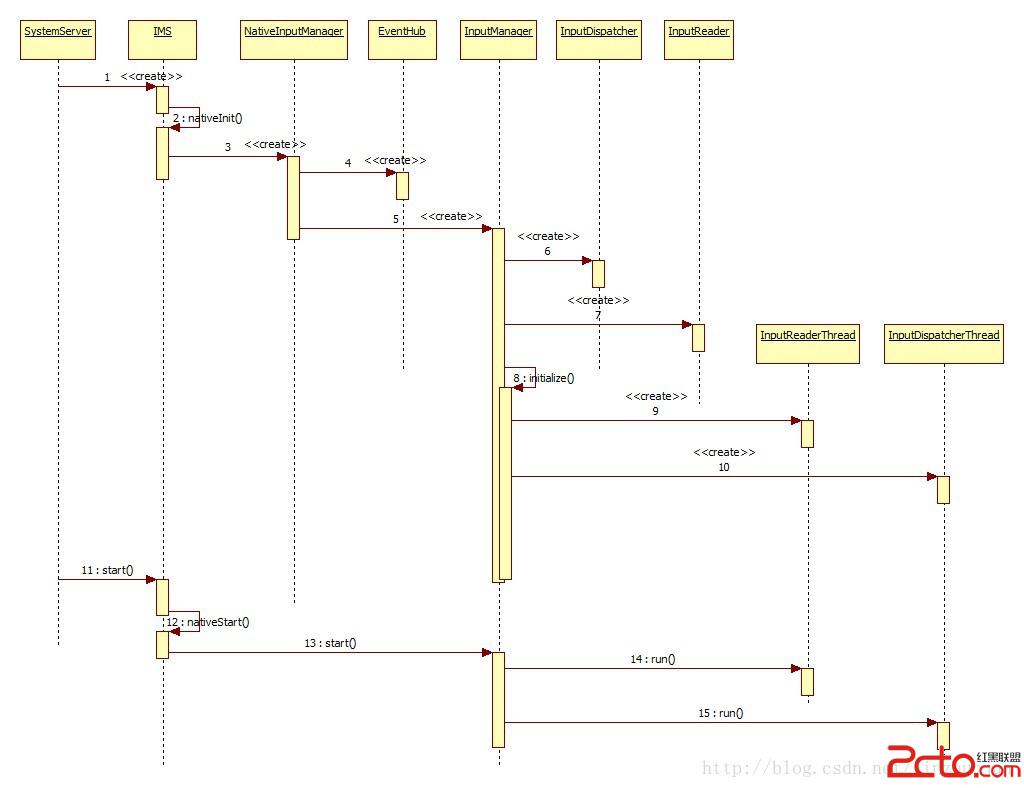 SystemServer
IMS
NativeInputManager
EventHub
InputManager
InputDispatcher
InputReader
1 <<create>>
2 : nativeInit()
3 <<create>>
4 <<create>>
5 <<create>>
<<create>>
6
<<create>>
7
InputReaderThread
InputDispatcherThread
8 : initialize()
<<create>>
9
<<create>>
10
11 : start()
12 : nativeStart()
13 : start()
14 : run()
15 : run()
http://blog.csdn.ne
2cto.com
红黑联盟